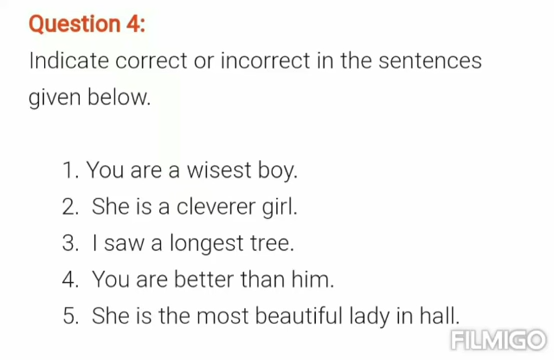 Question 4:
Indicate correct or incorrect in the sentences
given below.
1. You are a wisest boy.
2. She is a cleverer girl.
3. I saw a longest tree.
4. You are better than him.
5. She is the most beautiful lady in hall.
FILMIGO